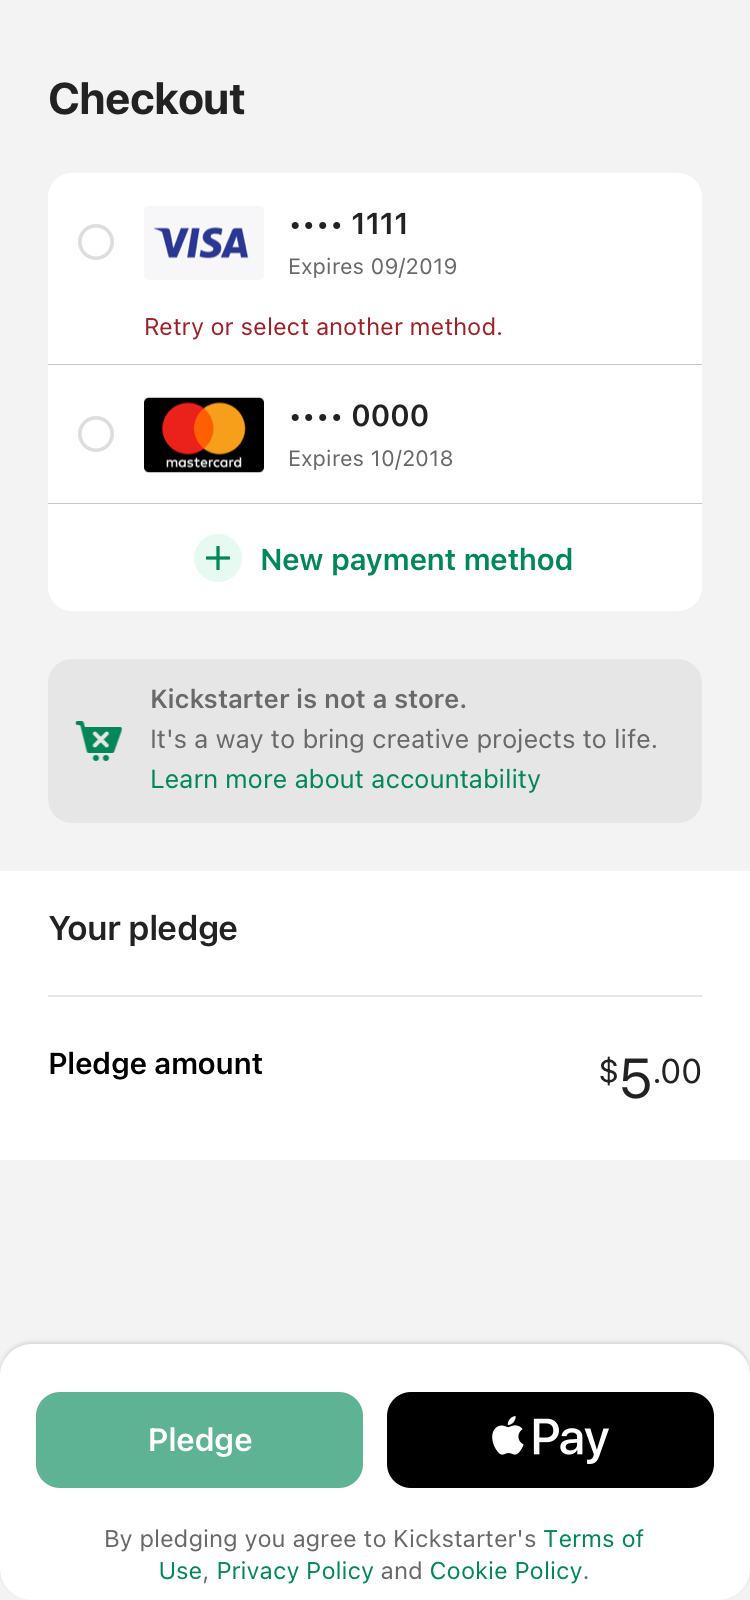 Checkout
VISA
•••• 1111
Expires 09/2019
Retry or select another method.
•••• 0000
mastercard
Expires 10/2018
+ New payment method
Kickstarter is not a store.
It's a way to bring creative projects to life.
Learn more about accountability
Your pledge
Pledge amount
$5.00
Pledge
Pay
By pledging you agree to Kickstarter's Terms of
Use, Privacy Policy and Cookie Policy.